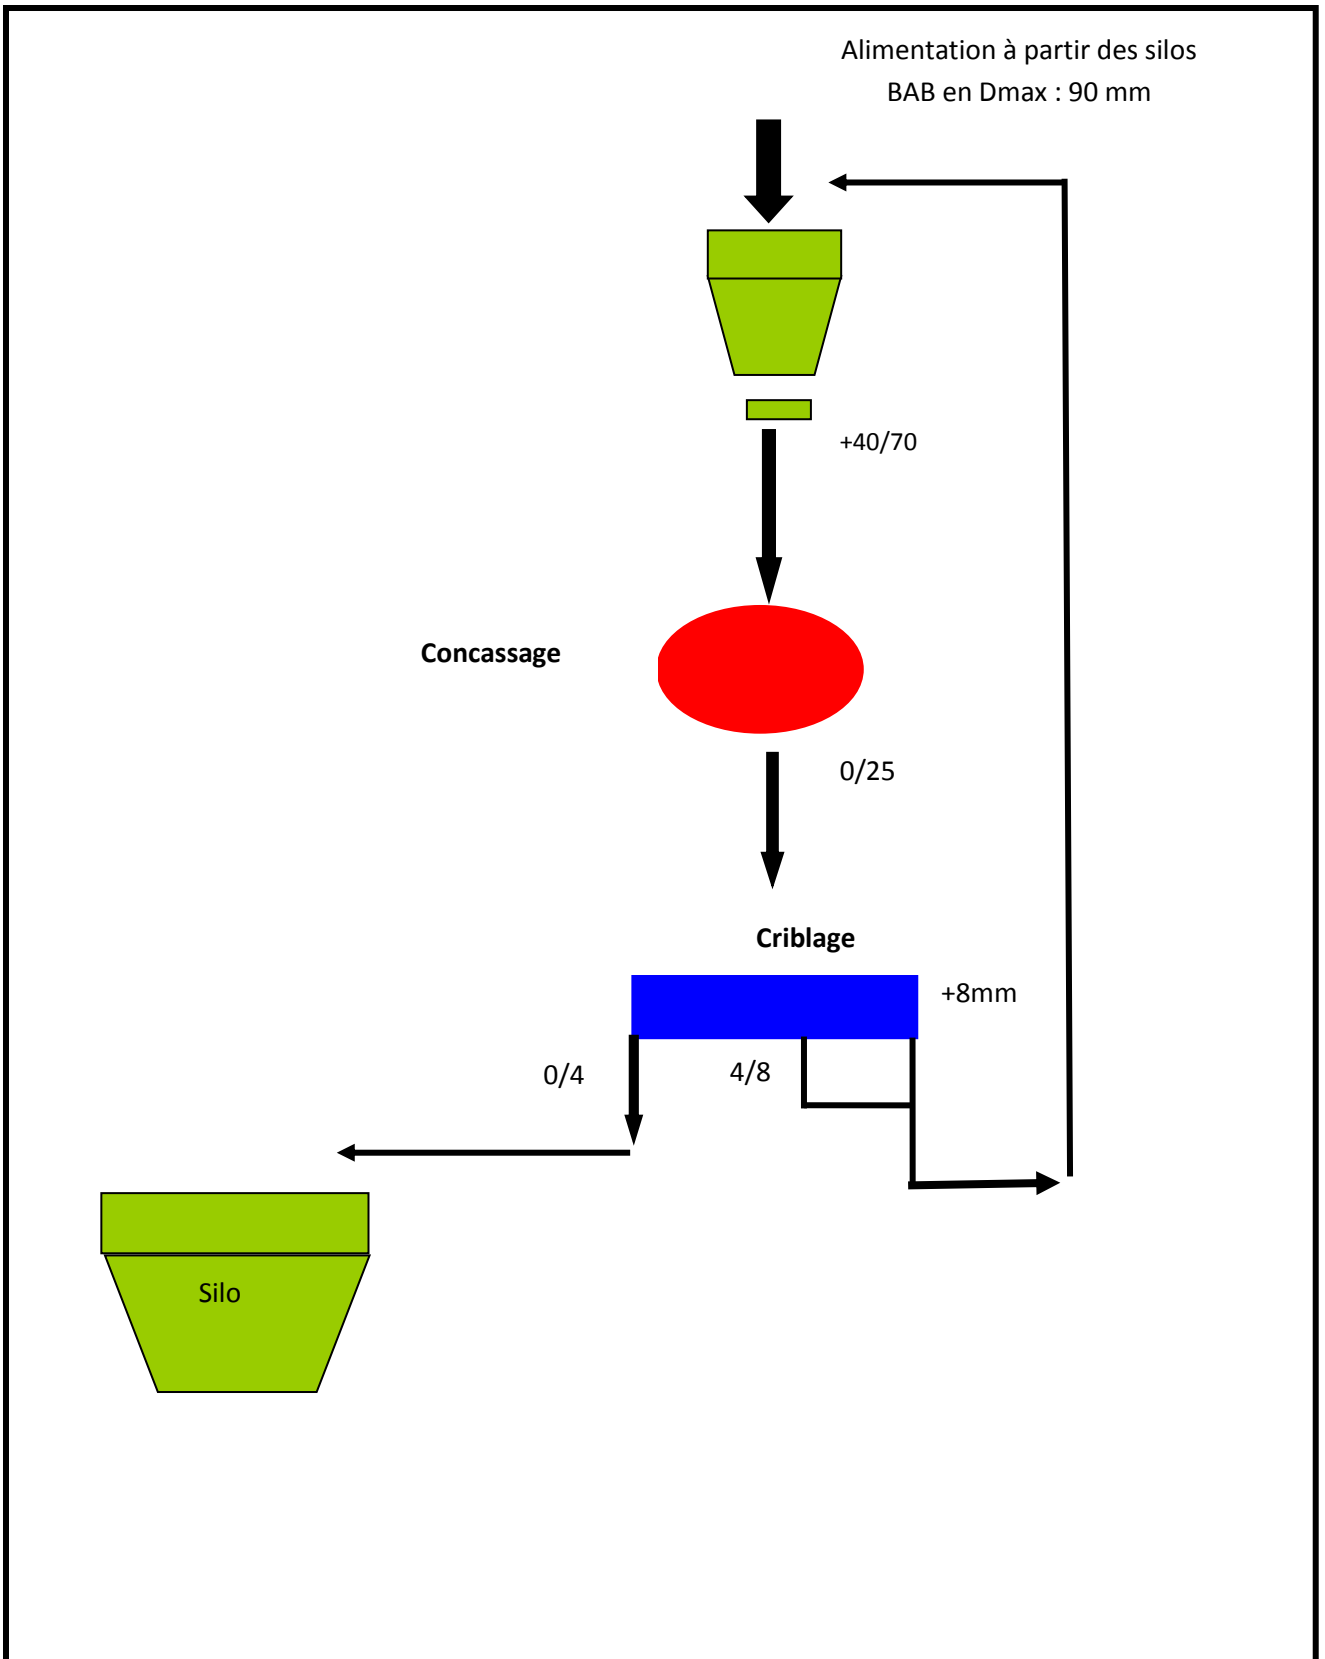 Alimentation à partir des silos
BAB en Dmax : 90 mm
+40/70
Concassage
0/25
Criblage
+8mm
0/4
4/8
Silo